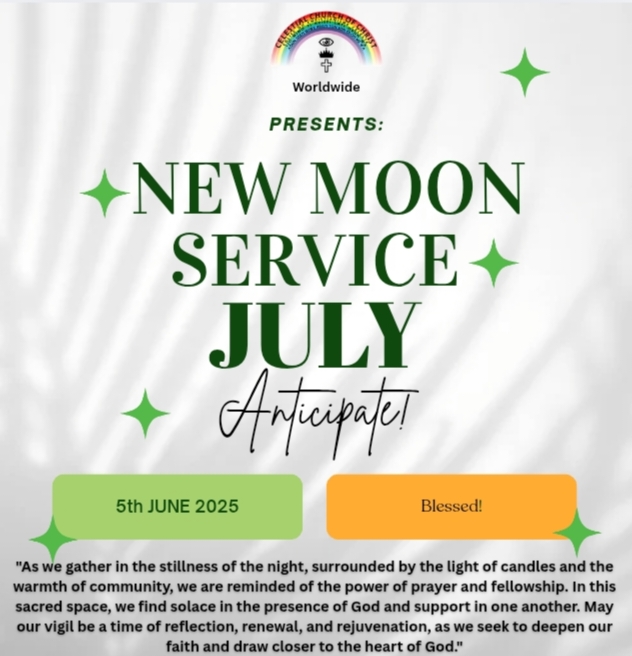 CELESTIAL CHURCH OF CHRIST
Worldwide
PRESENTS:
NEW MOON
SERVICE
JULY
Anticipate!
5th JUNE 2025
Blessed!
"As we gather in the stillness of the night, surrounded by the light of candles and the
warmth of community, we are reminded of the power of prayer and fellowship. In this
sacred space, we find solace in the presence of God and support in one another. May
our vigil be a time of reflection, renewal, and rejuvenation, as we seek to deepen our
faith and draw closer to the heart of God."